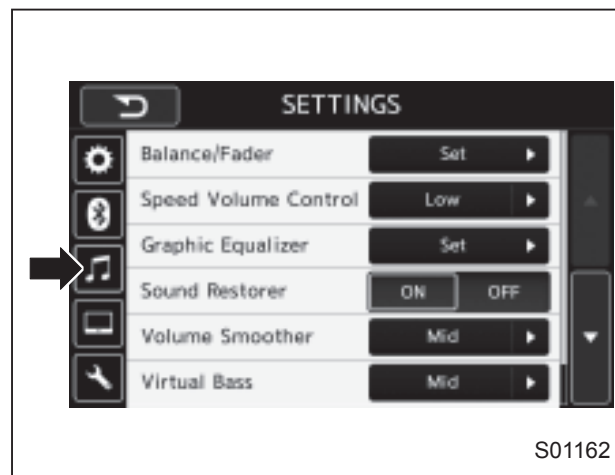 SETTINGS
Balance/Fader Set
Speed Volume Control Low
Graphic Equalizer Set
Sound Restorer ON OFF
Volume Smoother Mid
Virtual Bass Mid
S01162